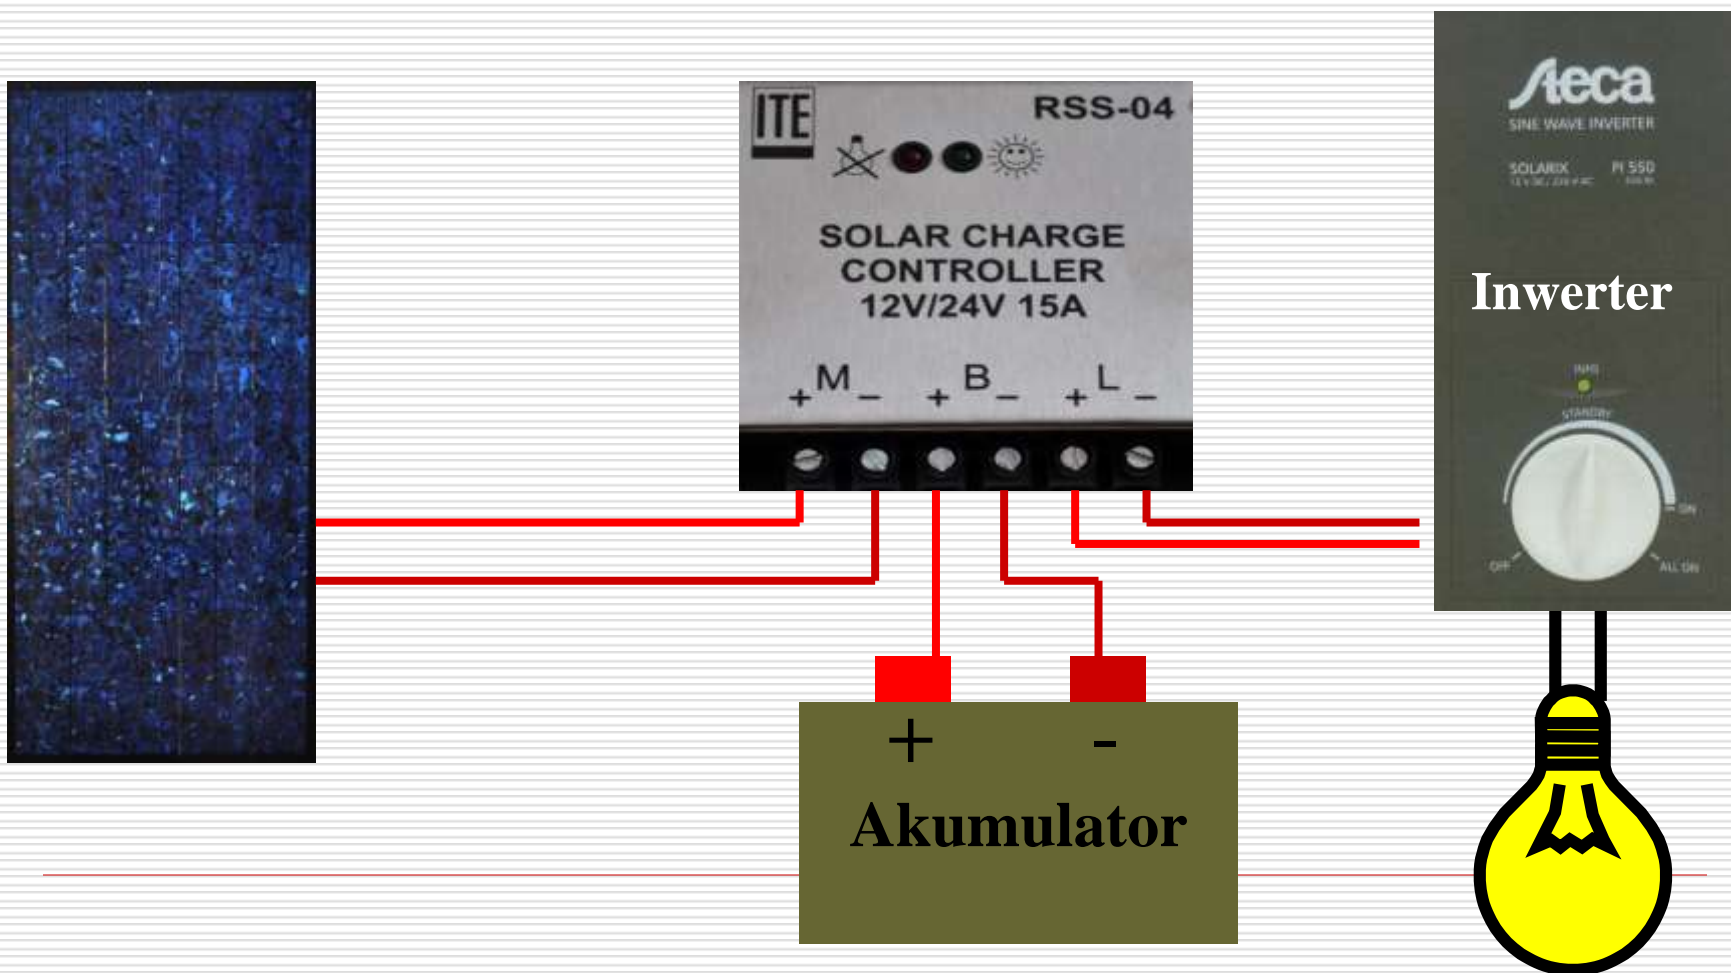 ITE
RSS-04
SOLAR CHARGE
CONTROLLER
12V/24V 15A
M B L
+ - + - + -
Steca
SINE WAVE INVERTER
SOLARIX PI 550
Inwerter
STANDBY
ON
OFF
ALL ON
+ -
Akumulator